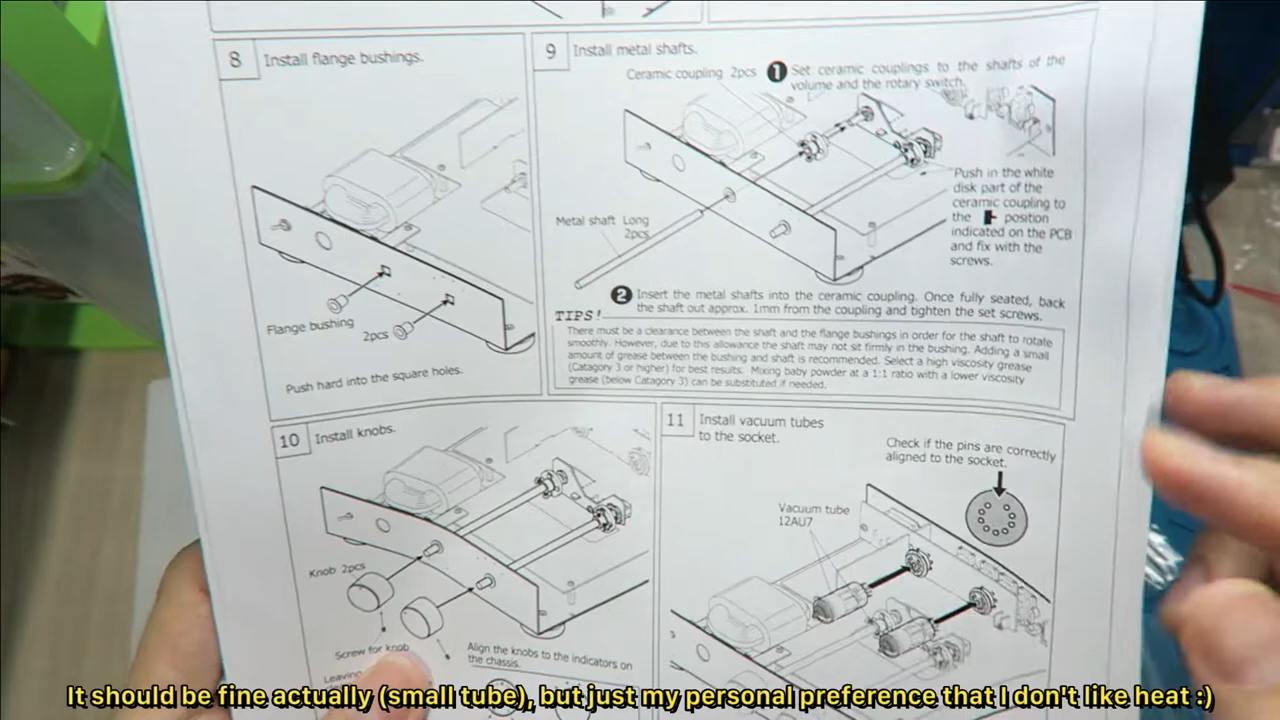 8
Install flange bushings.
Flange bushing
2pcs
Push hard into the square holes.
9
Install metal shafts.
Ceramic coupling 2pcs
1 Set ceramic couplings to the shafts of the
volume and the rotary switch.
Push in the white
disk part of the
ceramic coupling to
the position
indicated on the PCB
and fix with the
screws.
Metal shaft Long
2pcs
2 Insert the metal shafts into the ceramic coupling. Once fully seated, back
the shaft out approx. 1mm from the coupling and tighten the set screws.
TIPS!
There must be a clearance between the shaft and the flange bushings in order for the shaft to rotate
smoothly. However, due to this allowance the shaft may not sit firmly in the bushing. Adding a small
amount of grease between the bushing and shaft is recommended. Select a high viscosity grease
(Catagory 3 or higher) for best results. Mixing baby powder at a 1:1 ratio with a lower viscosity
grease (below Catagory 3) can be substituted if needed.
10
Install knobs.
Knob 2pcs
Screw for knob
Leaving
Align the knobs to the indicators on
the chassis.
11
Install vacuum tubes
to the socket.
Check if the pins are correctly
aligned to the socket.
Vacuum tube
12AU7
It should be fine actually (small tube), but just my personal preference that I don't like heat :)